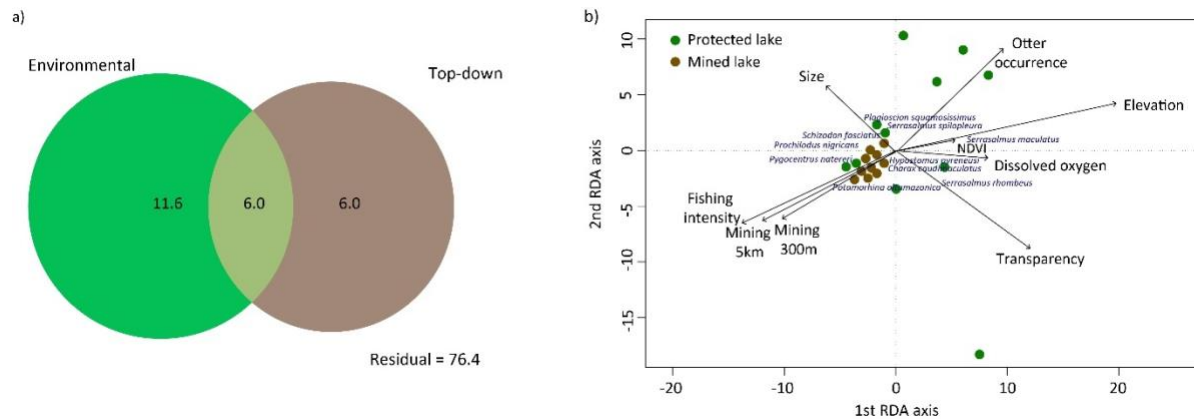 a)
Environmental
Top-down
11.6
6.0
6.0
Residual = 76.4
b)
Protected lake
Mined lake
Otter
occurrence
Size
Elevation
Plagioscion squamosissimus
Serrasalmus spilopleura
Schizodon fasciatus
Serrasalmus maculatus
Prochilodus nigricans
NDVI
Dissolved oxygen
Pygocentrus nattereri
Hypostomus pyreneusi
Charax caudimaculatus
Potamorhina altamazonica
Serrasalmus rhombeus
Fishing
intensity
Mining
5km
Mining
300m
Transparency
2nd RDA axis
10
5
0
-5
-10
-15
-20
-10
0
10
20
1st RDA axis